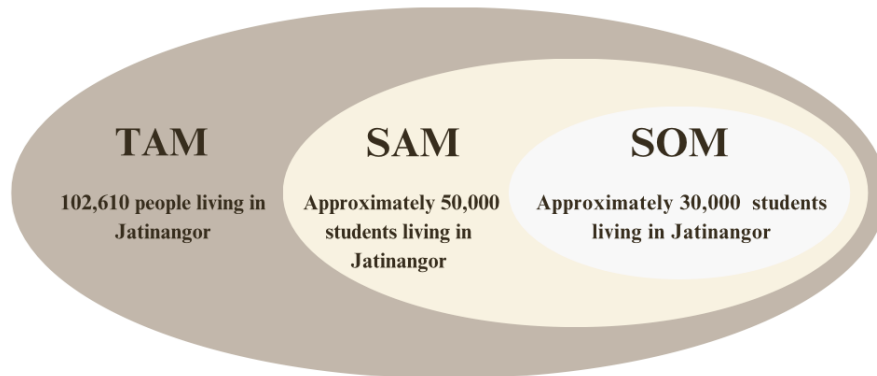 TAM
102,610 people living in
Jatinangor
SAM
Approximately 50,000
students living in
Jatinangor
SOM
Approximately 30,000 students
living in Jatinangor